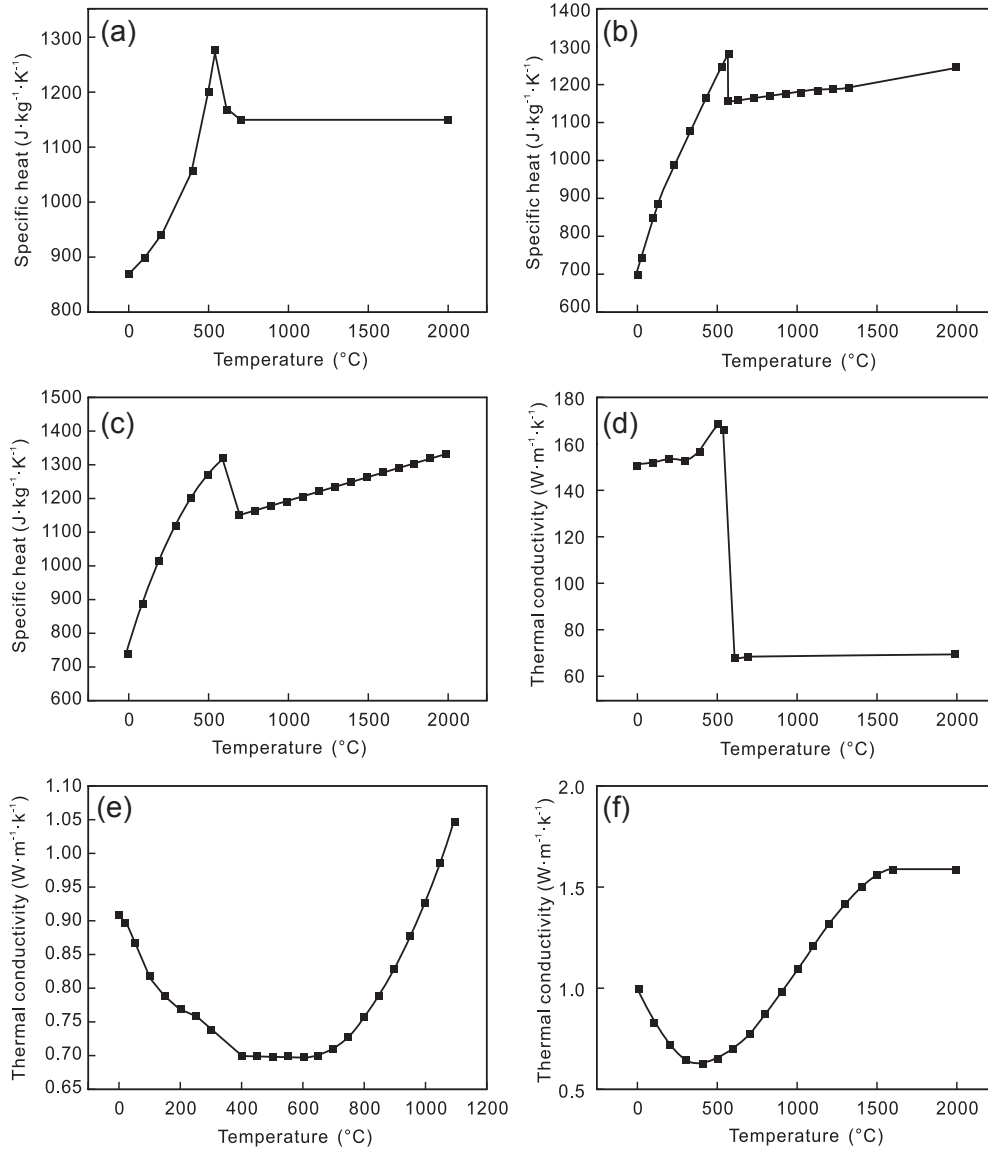 (a)
Specific heat (J·kg⁻¹·K⁻¹)
1300
1200
1150
1100
1000
900
800
0 500 1000 1500 2000
Temperature (°C)
(b)
Specific heat (J·kg⁻¹·K⁻¹)
1400
1300
1200
1100
1000
900
800
700
600
0 500 1000 1500 2000
Temperature (°C)
(c)
Specific heat (J·kg⁻¹·K⁻¹)
1500
1400
1300
1200
1100
1000
900
800
700
600
0 500 1000 1500 2000
Temperature (°C)
(d)
Thermal conductivity (W·m⁻¹·k⁻¹)
180
160
140
120
100
80
60
0 500 1000 1500 2000
Temperature (°C)
(e)
Thermal conductivity (W·m⁻¹·k⁻¹)
1.10
1.05
1.00
0.95
0.90
0.85
0.80
0.75
0.70
0.65
0 200 400 600 800 1000 1200
Temperature (°C)
(f)
Thermal conductivity (W·m⁻¹·k⁻¹)
2.0
1.5
1.0
0.5
0 500 1000 1500 2000
Temperature (°C)